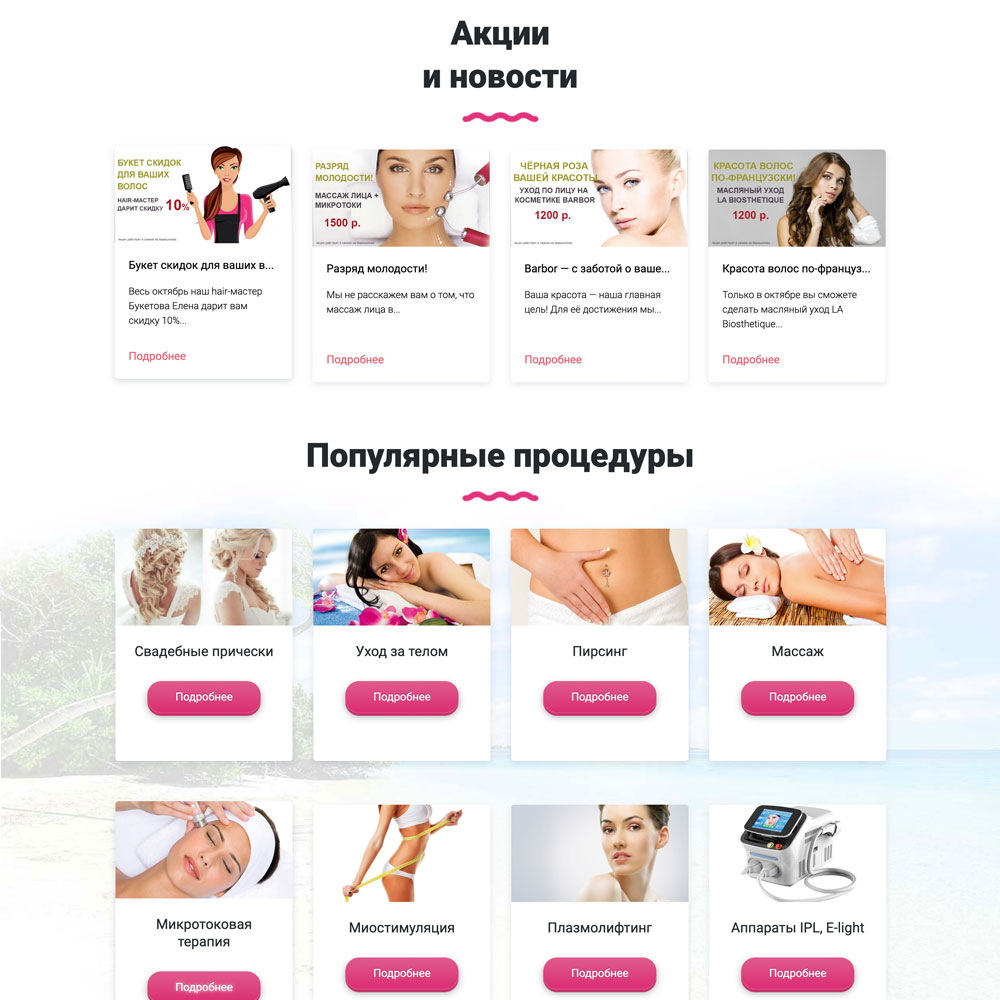 Акции
и новости
БУКЕТ СКИДОК
ДЛЯ ВАШИХ
ВОЛОС
HAIR-МАСТЕР
ДАРИТ СКИДКУ 10%
Букет скидок для ваших в...
Весь октябрь наш hair-мастер
Букетова Елена дарит вам
скидку 10%...
Подробнее
РАЗРЯД
МОЛОДОСТИ!
МАССАЖ ЛИЦА +
МИКРОТОКИ
1500 р.
Разряд молодости!
Мы не расскажем вам о том, что
массаж лица в...
Подробнее
ЧЁРНАЯ РОЗА
ВАШЕЙ КРАСОТЫ
УХОД ПО ЛИЦУ НА
КОСМЕТИКЕ BARBOR
1200 р.
Barbor — с заботой о ваше...
Ваша красота — наша главная
цель! Для её достижения мы...
Подробнее
КРАСОТА ВОЛОС
ПО-ФРАНЦУЗСКИ!
МАСЛЯНЫЙ УХОД
LA BIOSTHETIQUE
1200 р.
Красота волос по-француз...
Только в октябре вы сможете
сделать масляный уход LA
Biosthetique...
Подробнее
Популярные процедуры
Свадебные прически
Подробнее
Уход за телом
Подробнее
Пирсинг
Подробнее
Массаж
Подробнее
Микротоковая
терапия
Подробнее
Миостимуляция
Подробнее
Плазмолифтинг
Подробнее
Аппараты IPL, E-light
Подробнее